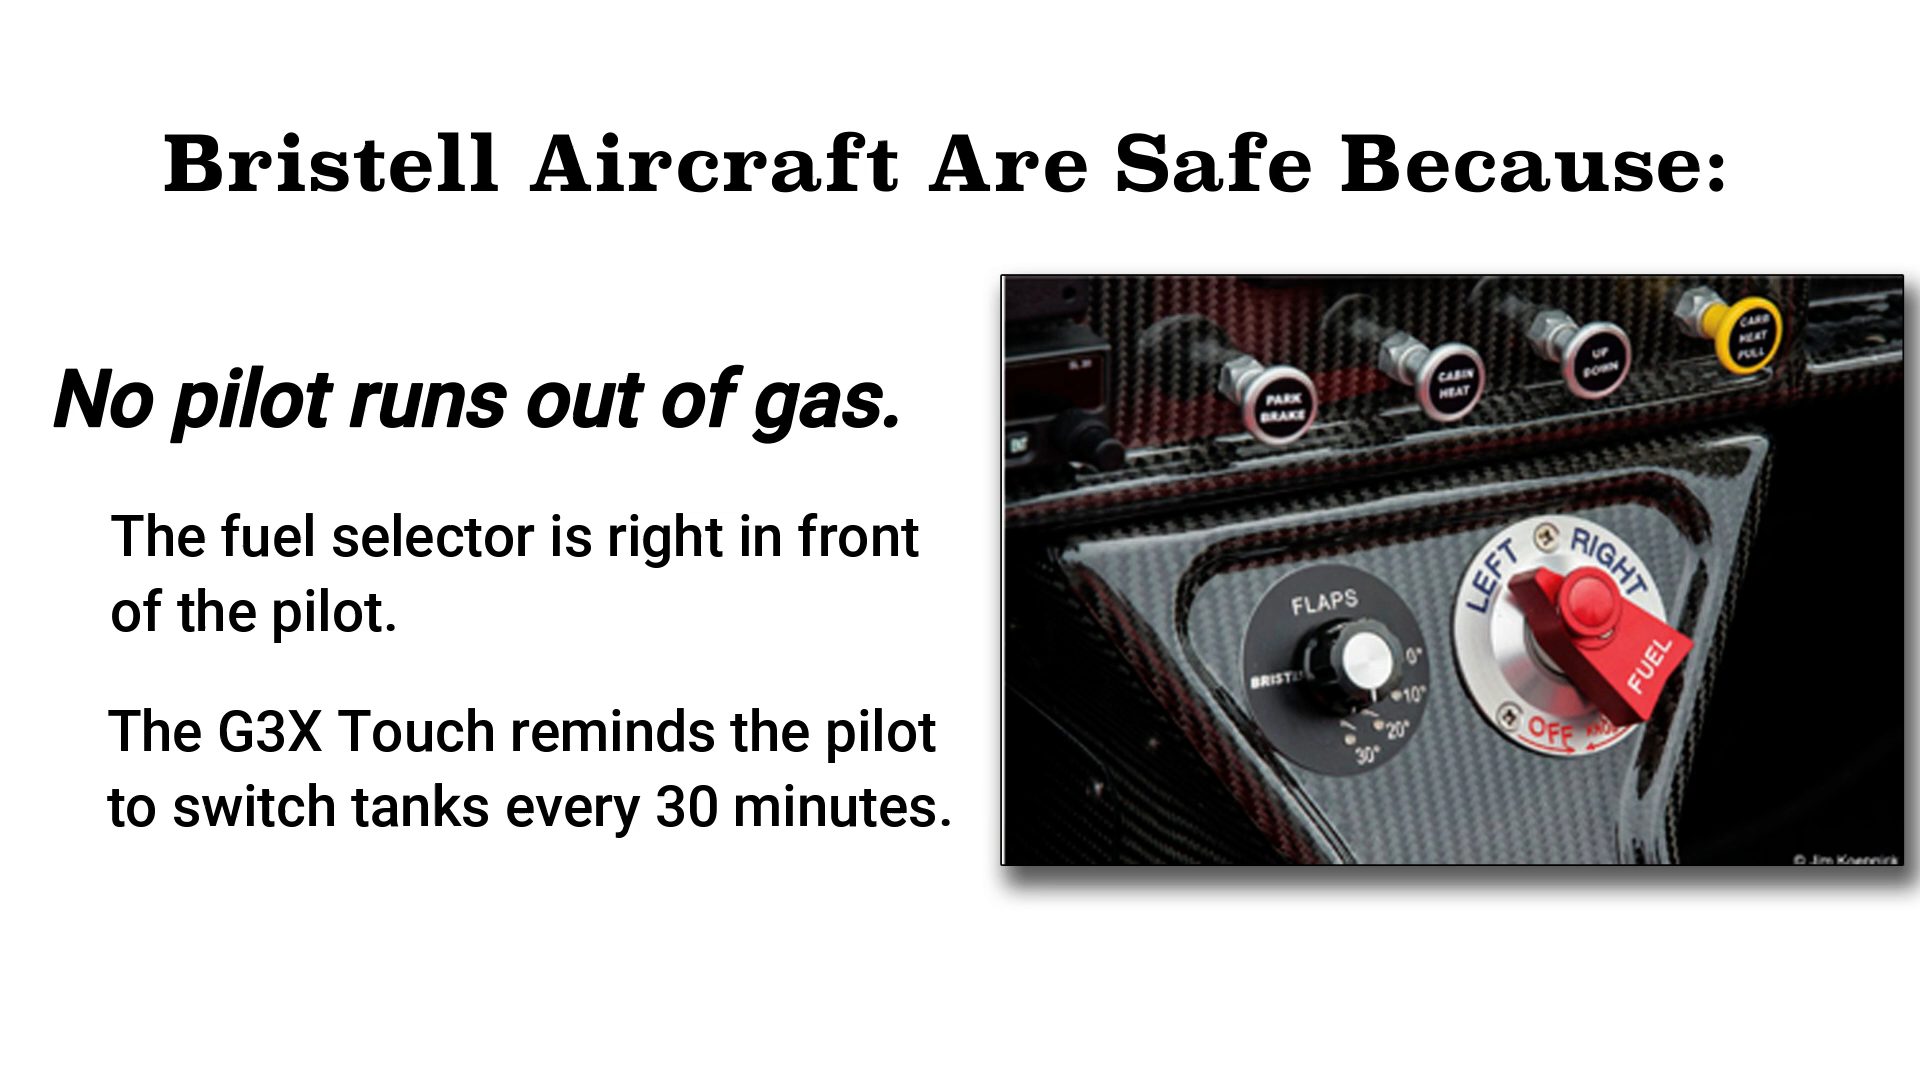 Bristell Aircraft Are Safe Because:
No pilot runs out of gas.
The fuel selector is right in front
of the pilot.
The G3X Touch reminds the pilot
to switch tanks every 30 minutes.
PARK
BRAKE
CABIN
HEAT
UP
DOWN
CARB
HEAT
PULL
FLAPS
0°
10°
20°
30°
LEFT
RIGHT
FUEL
OFF
© Jim Koepnick